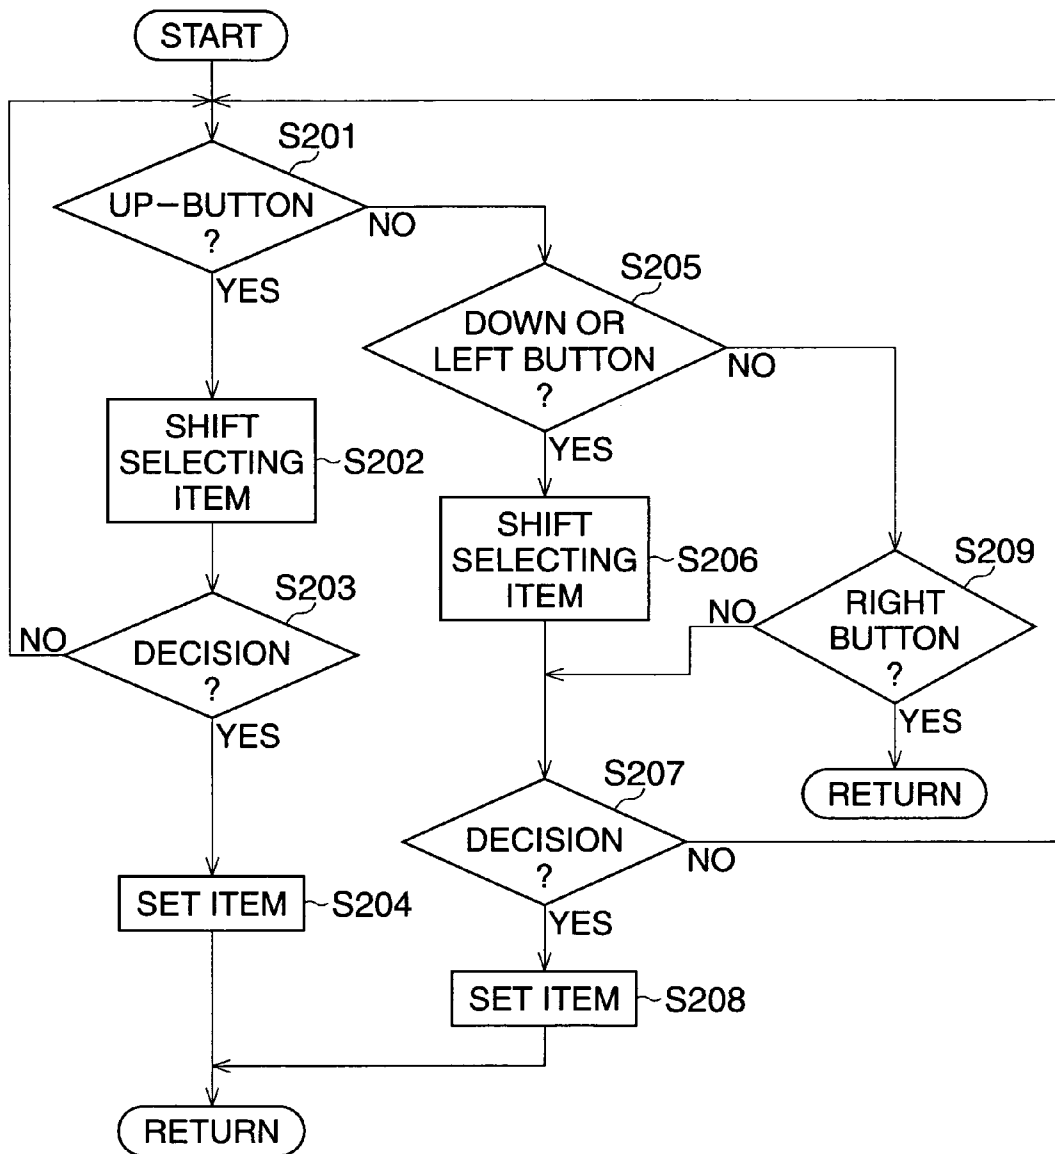 START
S201
UP-BUTTON
?
NO
YES
S205
DOWN OR
LEFT BUTTON
?
NO
YES
SHIFT
SELECTING
ITEM
S202
SHIFT
SELECTING
ITEM
S206
S209
RIGHT
BUTTON
?
NO
YES
RETURN
S203
DECISION
?
NO
YES
S207
DECISION
?
NO
YES
SET ITEM
S204
SET ITEM
S208
RETURN